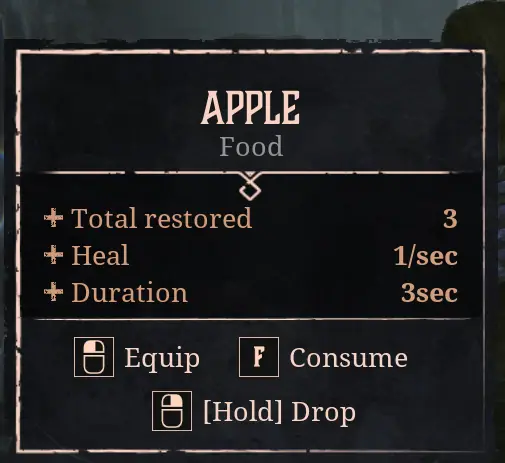 APPLE
Food
Total restored 3
Heal 1/sec
Duration 3sec
Equip F Consume
[Hold] Drop